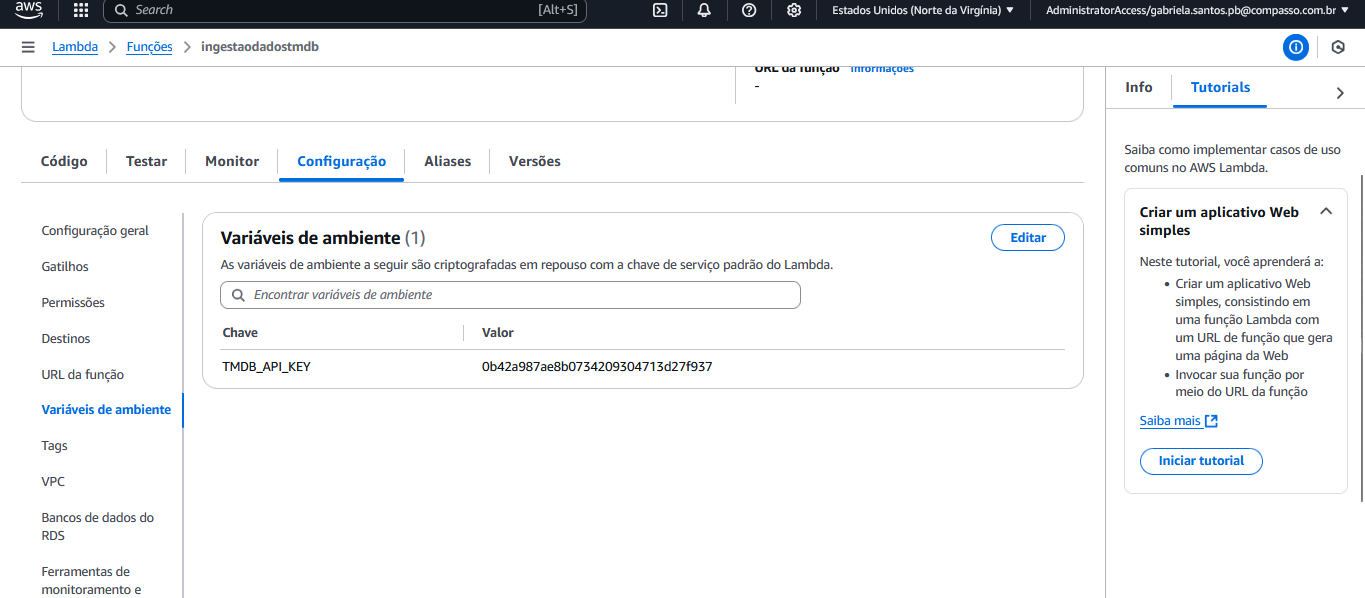 aws
Search [Alt+S]
Estados Unidos (Norte da Virgínia) ▼
AdministratorAccess/gabriela.santos.pb@compasso.com.br ▼
Lambda > Funções > ingestaodadostmdb
URL da função Informações
-
Código Testar Monitor Configuração Aliases Versões
Configuração geral
Gatilhos
Permissões
Destinos
URL da função
Variáveis de ambiente
Tags
VPC
Bancos de dados do
RDS
Ferramentas de
monitoramento e
Variáveis de ambiente (1)
Editar
As variáveis de ambiente a seguir são criptografadas em repouso com a chave de serviço padrão do Lambda.
Encontrar variáveis de ambiente
Chave Valor
TMDB_API_KEY 0b42a987ae8b0734209304713d27f937
Info Tutorials
Saiba como implementar casos de uso
comuns no AWS Lambda.
Criar um aplicativo Web
simples
Neste tutorial, você aprenderá a:
• Criar um aplicativo Web
simples, consistindo em
uma função Lambda com
um URL de função que gera
uma página da Web
• Invocar sua função por
meio do URL da função
Saiba mais
Iniciar tutorial